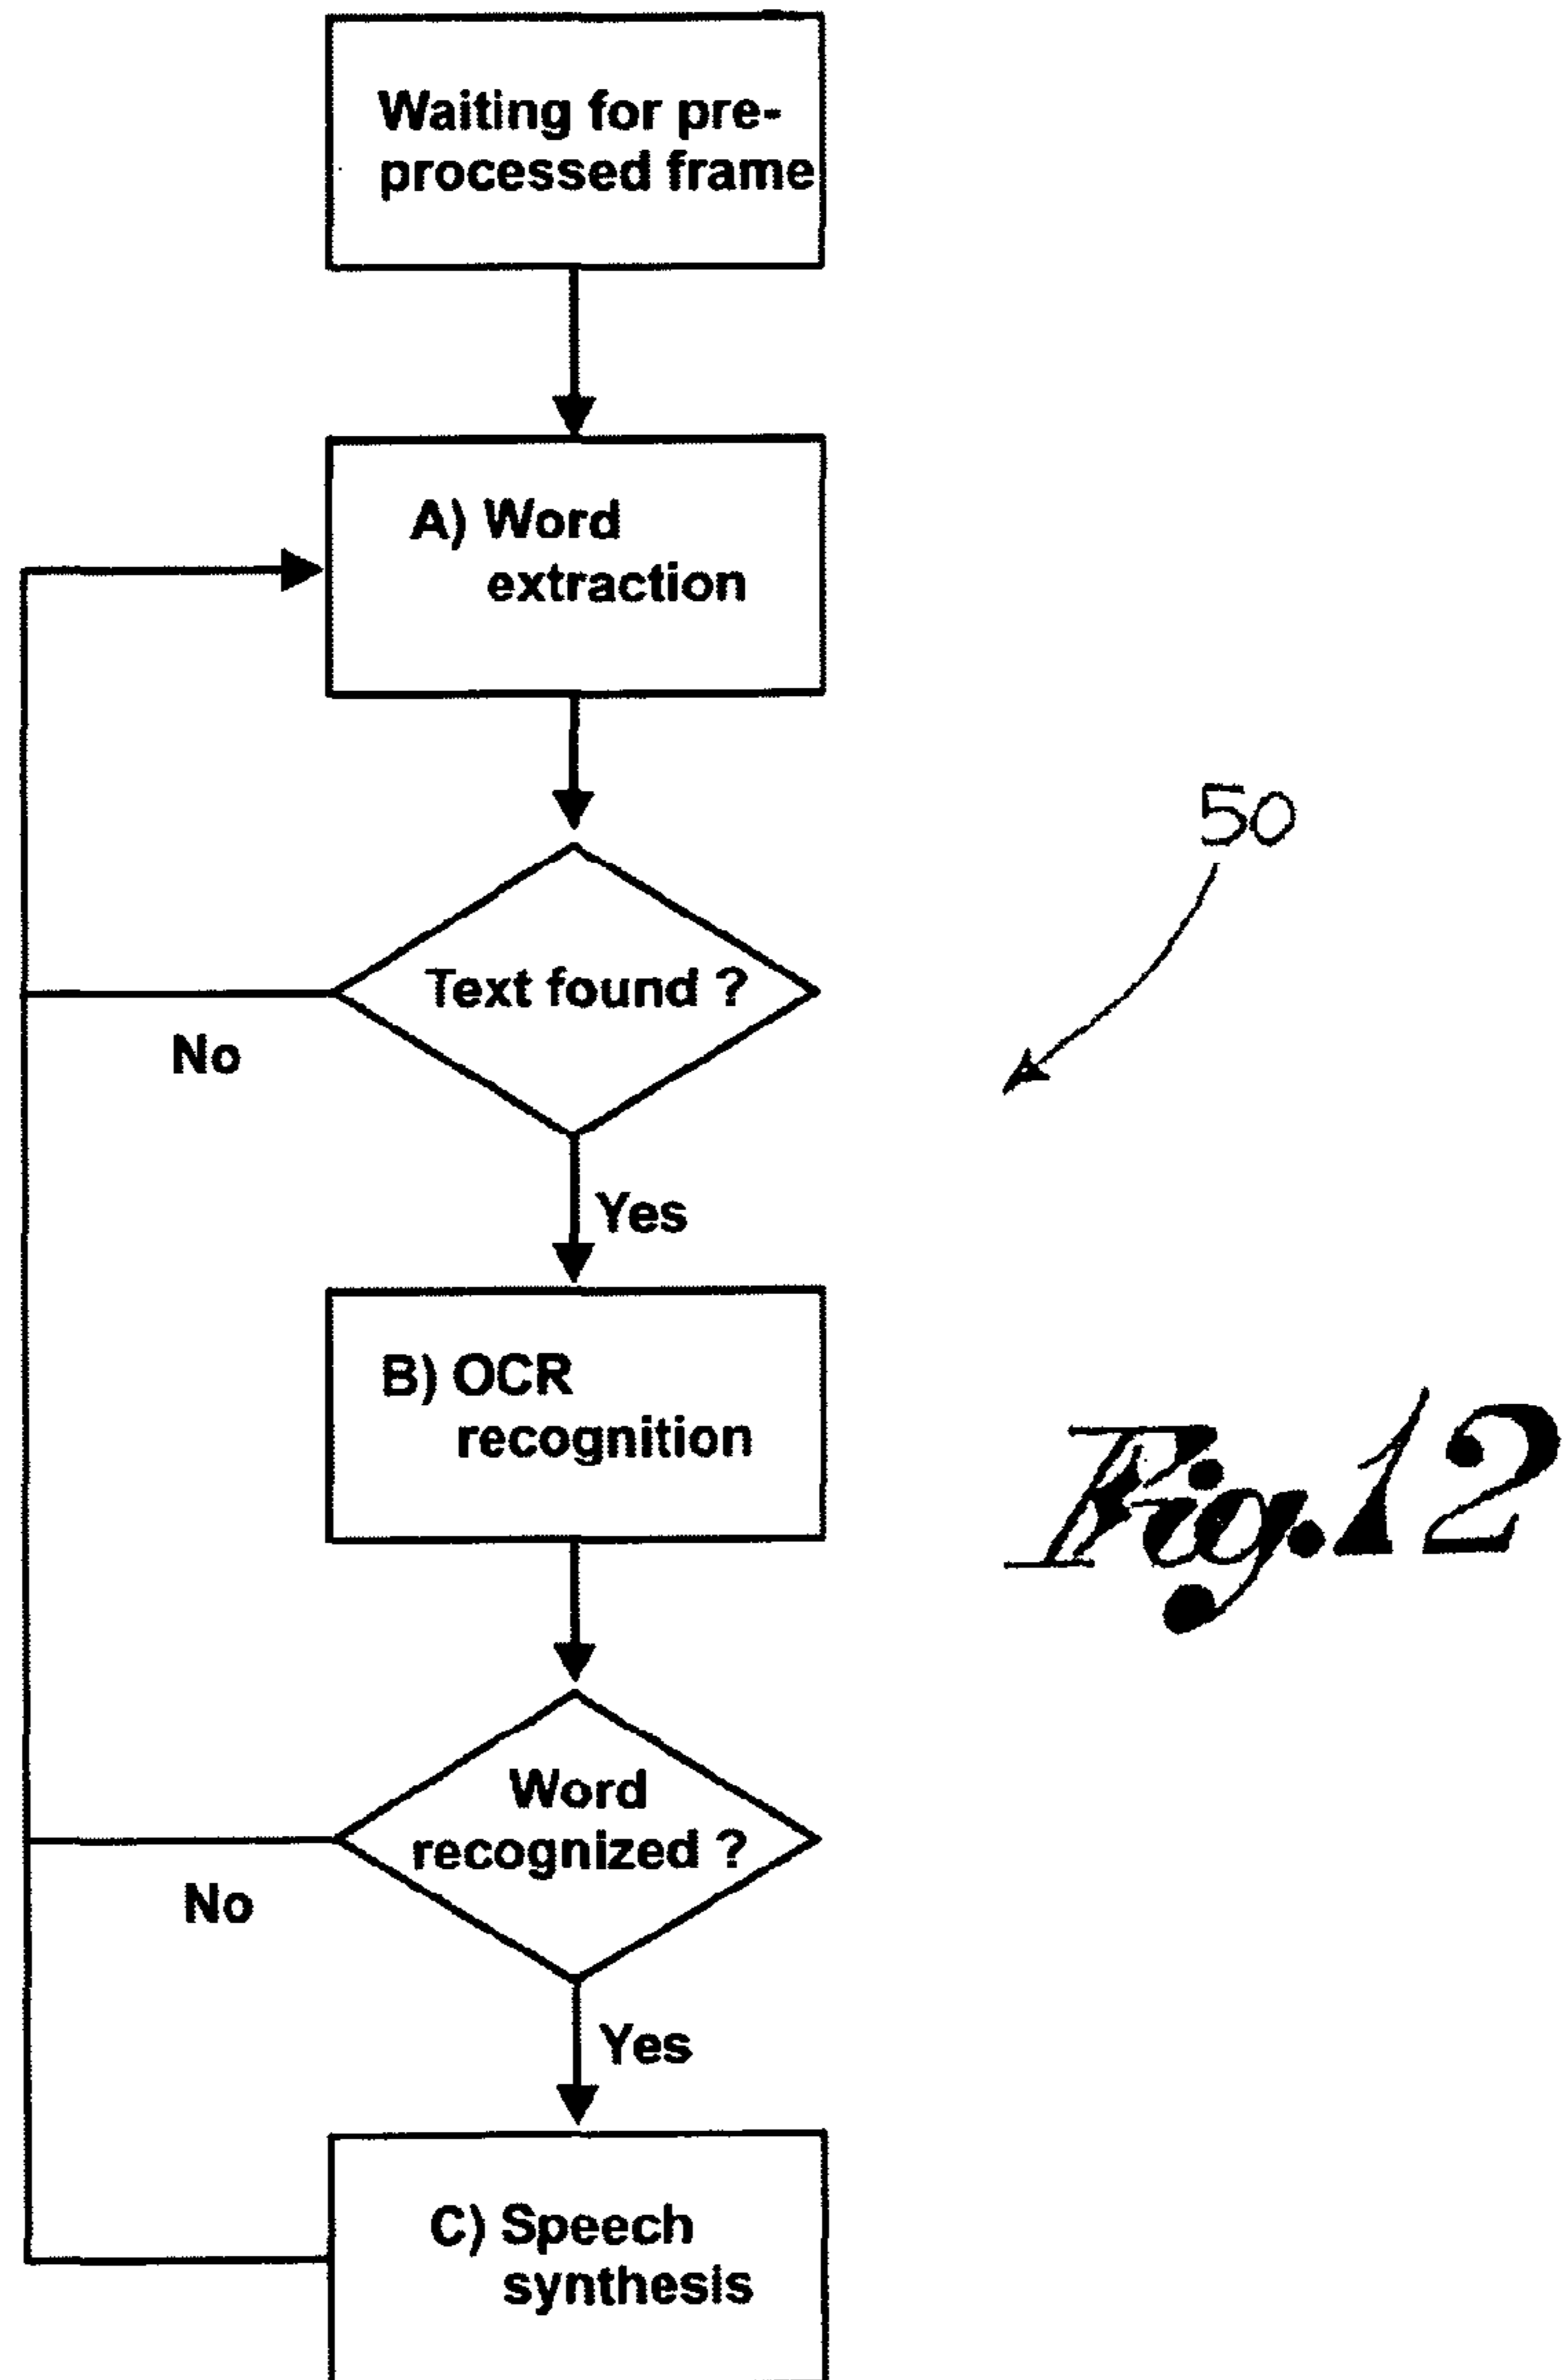 Waiting for pre-
processed frame
A) Word
extraction
50
Text found ?
No
Yes
B) OCR
recognition
Fig.12
Word
recognized ?
No
Yes
C) Speech
synthesis